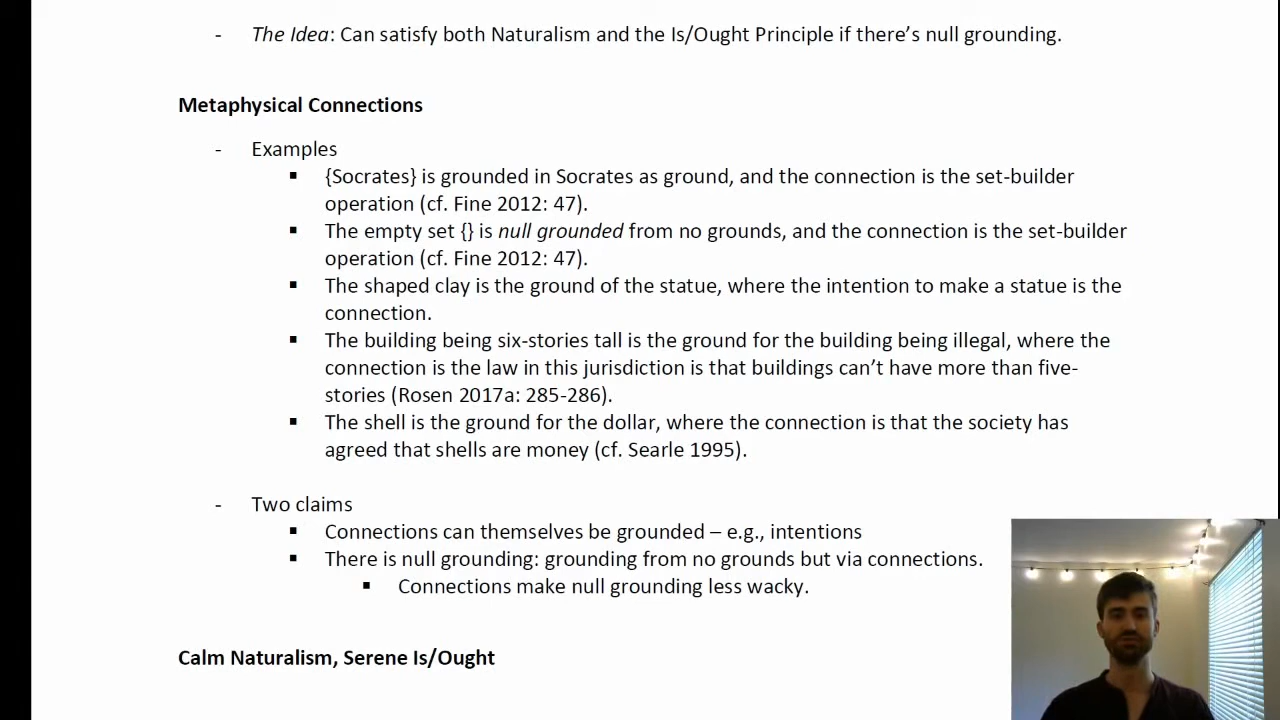 - The Idea: Can satisfy both Naturalism and the Is/Ought Principle if there's null grounding.
Metaphysical Connections
- Examples
▪ {Socrates} is grounded in Socrates as ground, and the connection is the set-builder
operation (cf. Fine 2012: 47).
▪ The empty set {} is null grounded from no grounds, and the connection is the set-builder
operation (cf. Fine 2012: 47).
▪ The shaped clay is the ground of the statue, where the intention to make a statue is the
connection.
▪ The building being six-stories tall is the ground for the building being illegal, where the
connection is the law in this jurisdiction is that buildings can't have more than five-
stories (Rosen 2017a: 285-286).
▪ The shell is the ground for the dollar, where the connection is that the society has
agreed that shells are money (cf. Searle 1995).
- Two claims
▪ Connections can themselves be grounded – e.g., intentions
▪ There is null grounding: grounding from no grounds but via connections.
▪ Connections make null grounding less wacky.
Calm Naturalism, Serene Is/Ought